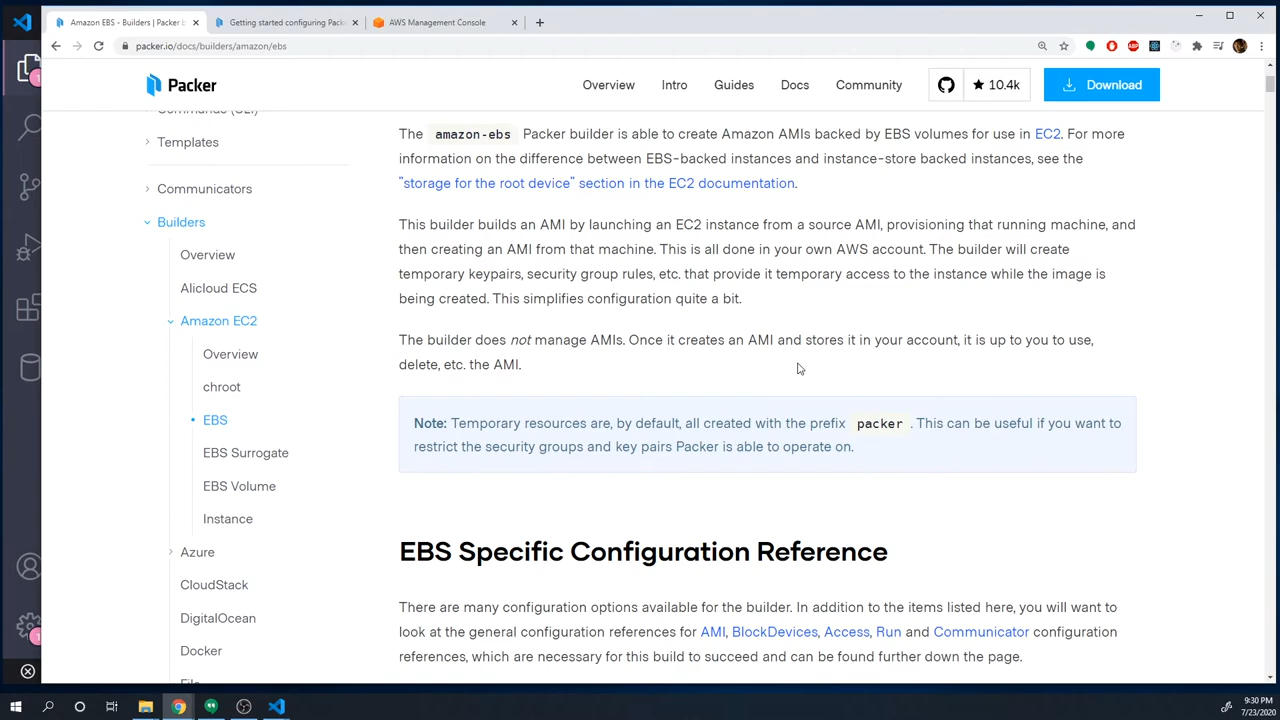 Amazon EBS - Builders | Packer b
Getting started configuring Pack
AWS Management Console
packer.io/docs/builders/amazon/ebs
ABP
Packer
Overview
Intro
Guides
Docs
Community
10.4k
Download
Commands (CLI)
Templates
Communicators
Builders
Overview
Alicloud ECS
Amazon EC2
Overview
chroot
EBS
EBS Surrogate
EBS Volume
Instance
Azure
CloudStack
DigitalOcean
Docker
File
The amazon-ebs Packer builder is able to create Amazon AMIs backed by EBS volumes for use in EC2. For more
information on the difference between EBS-backed instances and instance-store backed instances, see the
"storage for the root device" section in the EC2 documentation.
This builder builds an AMI by launching an EC2 instance from a source AMI, provisioning that running machine, and
then creating an AMI from that machine. This is all done in your own AWS account. The builder will create
temporary keypairs, security group rules, etc. that provide it temporary access to the instance while the image is
being created. This simplifies configuration quite a bit.
The builder does not manage AMIs. Once it creates an AMI and stores it in your account, it is up to you to use,
delete, etc. the AMI.
Note: Temporary resources are, by default, all created with the prefix packer . This can be useful if you want to
restrict the security groups and key pairs Packer is able to operate on.
EBS Specific Configuration Reference
There are many configuration options available for the builder. In addition to the items listed here, you will want to
look at the general configuration references for AMI, BlockDevices, Access, Run and Communicator configuration
references, which are necessary for this build to succeed and can be found further down the page.
9:30 PM
7/23/2020